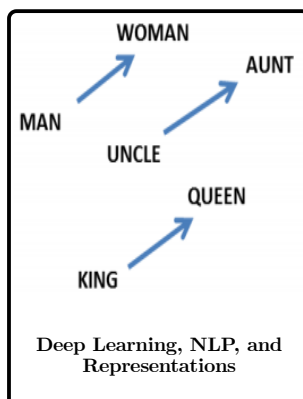 WOMAN
AUNT
MAN
UNCLE
QUEEN
KING
Deep Learning, NLP, and
Representations